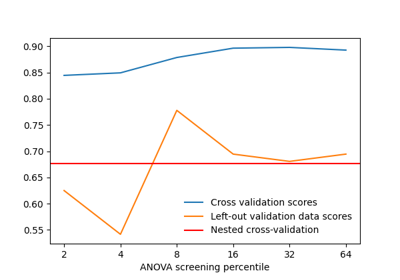 0.90
0.85
0.80
0.75
0.70
0.65
0.60
0.55
Cross validation scores
Left-out validation data scores
Nested cross-validation
2 4 8 16 32 64
ANOVA screening percentile